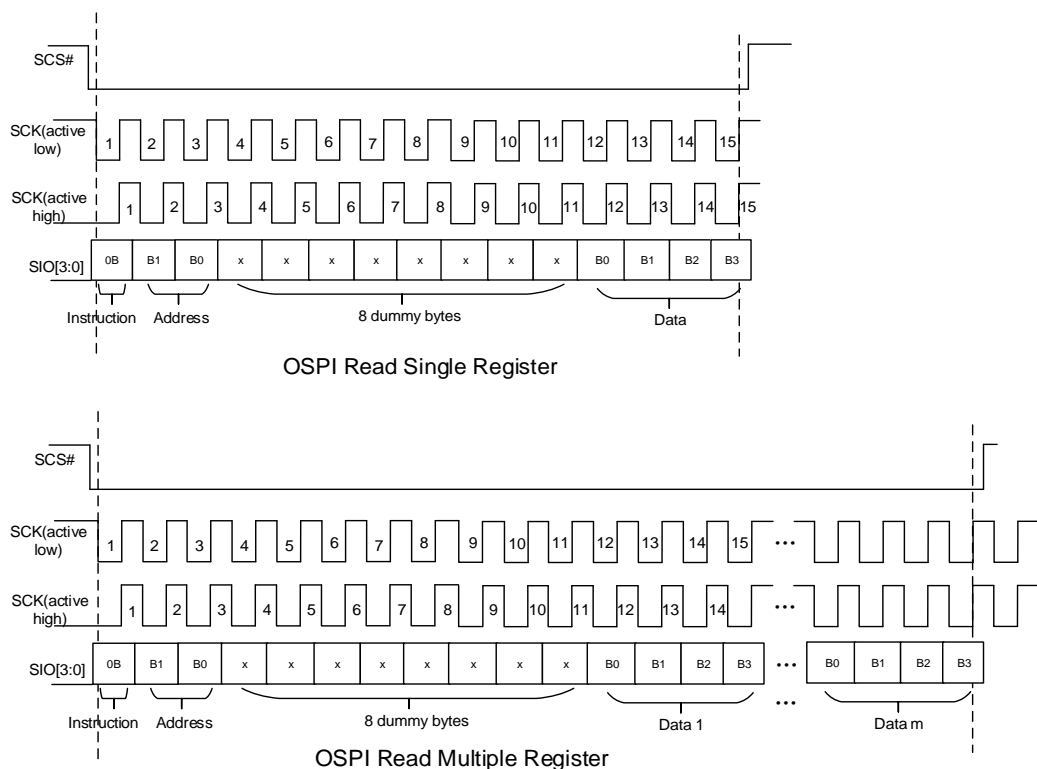 SCS#
SCK(active low)
1 2 3 4 5 6 7 8 9 10 11 12 13 14 15
SCK(active high)
1 2 3 4 5 6 7 8 9 10 11 12 13 14 15
SIO[3:0]
0B B1 B0 x x x x x x x x B0 B1 B2 B3
Instruction Address 8 dummy bytes Data
OSPI Read Single Register
SCS#
SCK(active low)
1 2 3 4 5 6 7 8 9 10 11 12 13 14 15 •••
SCK(active high)
1 2 3 4 5 6 7 8 9 10 11 12 13 14 •••
SIO[3:0]
0B B1 B0 x x x x x x x x B0 B1 B2 B3 ••• B0 B1 B2 B3
Instruction Address 8 dummy bytes Data 1 ••• Data m
OSPI Read Multiple Register